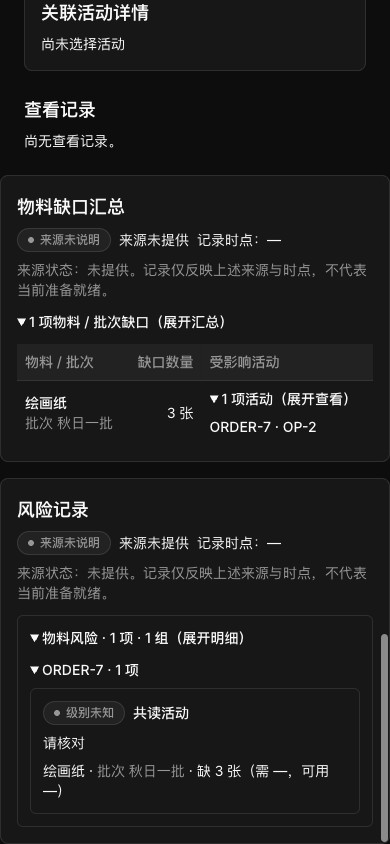 关联活动详情
尚未选择活动
查看记录
尚无查看记录。
物料缺口汇总
来源未说明 来源未提供 记录时点：—
来源状态：未提供。记录仅反映上述来源与时点，不代表
当前准备就绪。
▼1 项物料 / 批次缺口（展开汇总）
物料 / 批次 缺口数量 受影响活动
绘画纸
批次 秋日一批
3 张
▼1 项活动（展开查看）
ORDER-7 · OP-2
风险记录
来源未说明 来源未提供 记录时点：—
来源状态：未提供。记录仅反映上述来源与时点，不代表
当前准备就绪。
▼物料风险 · 1 项 · 1 组（展开明细）
▼ORDER-7 · 1 项
级别未知 共读活动
请核对
绘画纸 · 批次 秋日一批 · 缺 3 张（需 —，可用
—）